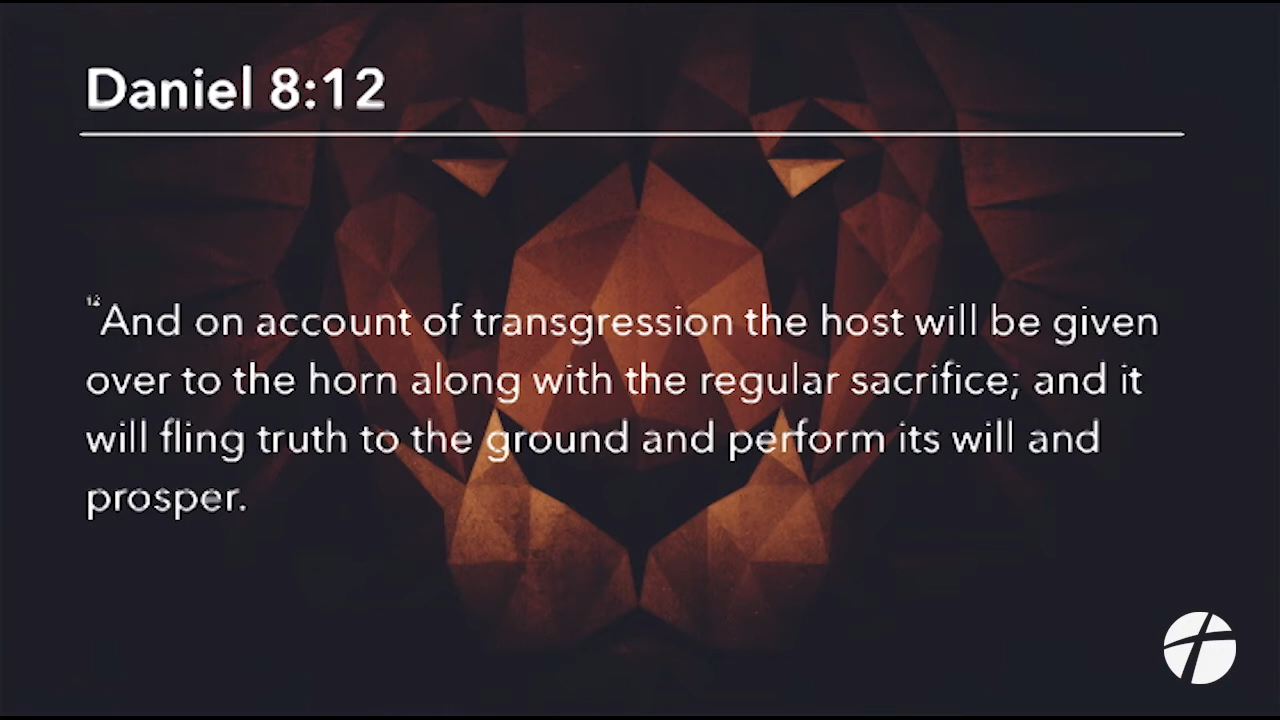 Daniel 8:12
12 And on account of transgression the host will be given
over to the horn along with the regular sacrifice; and it
will fling truth to the ground and perform its will and
prosper.